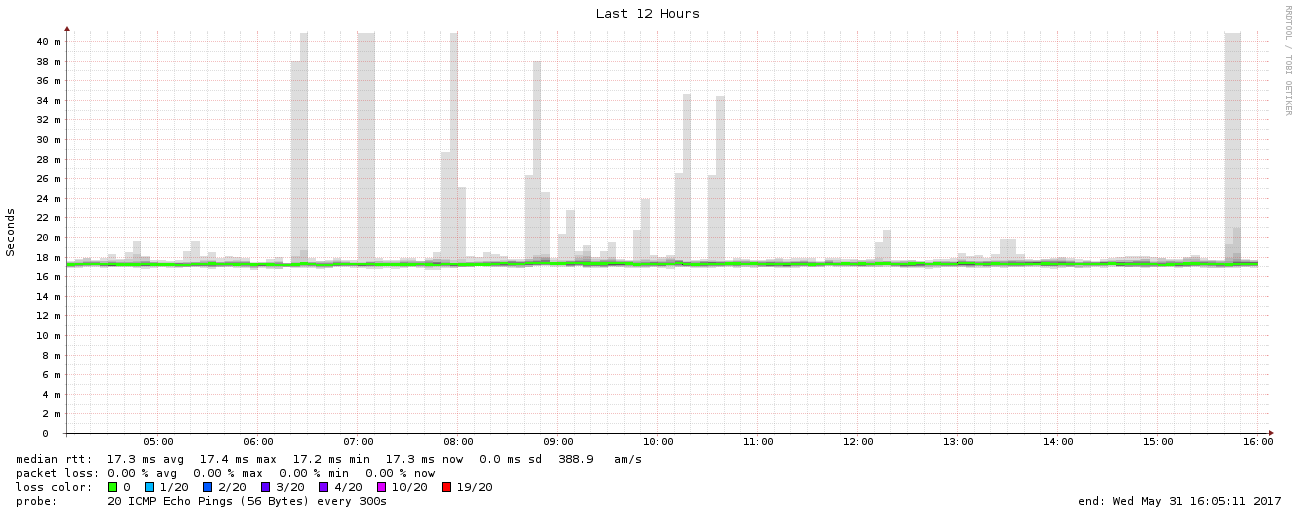 Last 12 Hours
RRDTOOL / TOBI OETIKER
Seconds
40 m
38 m
36 m
34 m
32 m
30 m
28 m
26 m
24 m
22 m
20 m
18 m
16 m
14 m
12 m
10 m
8 m
6 m
4 m
2 m
0
05:00 06:00 07:00 08:00 09:00 10:00 11:00 12:00 13:00 14:00 15:00 16:00
median rtt: 17.3 ms avg 17.4 ms max 17.2 ms min 17.3 ms now 0.0 ms sd 388.9 am/s
packet loss: 0.00 % avg 0.00 % max 0.00 % min 0.00 % now
loss color: 0 1/20 2/20 3/20 4/20 10/20 19/20
probe: 20 ICMP Echo Pings (56 Bytes) every 300s end: Wed May 31 16:05:11 2017